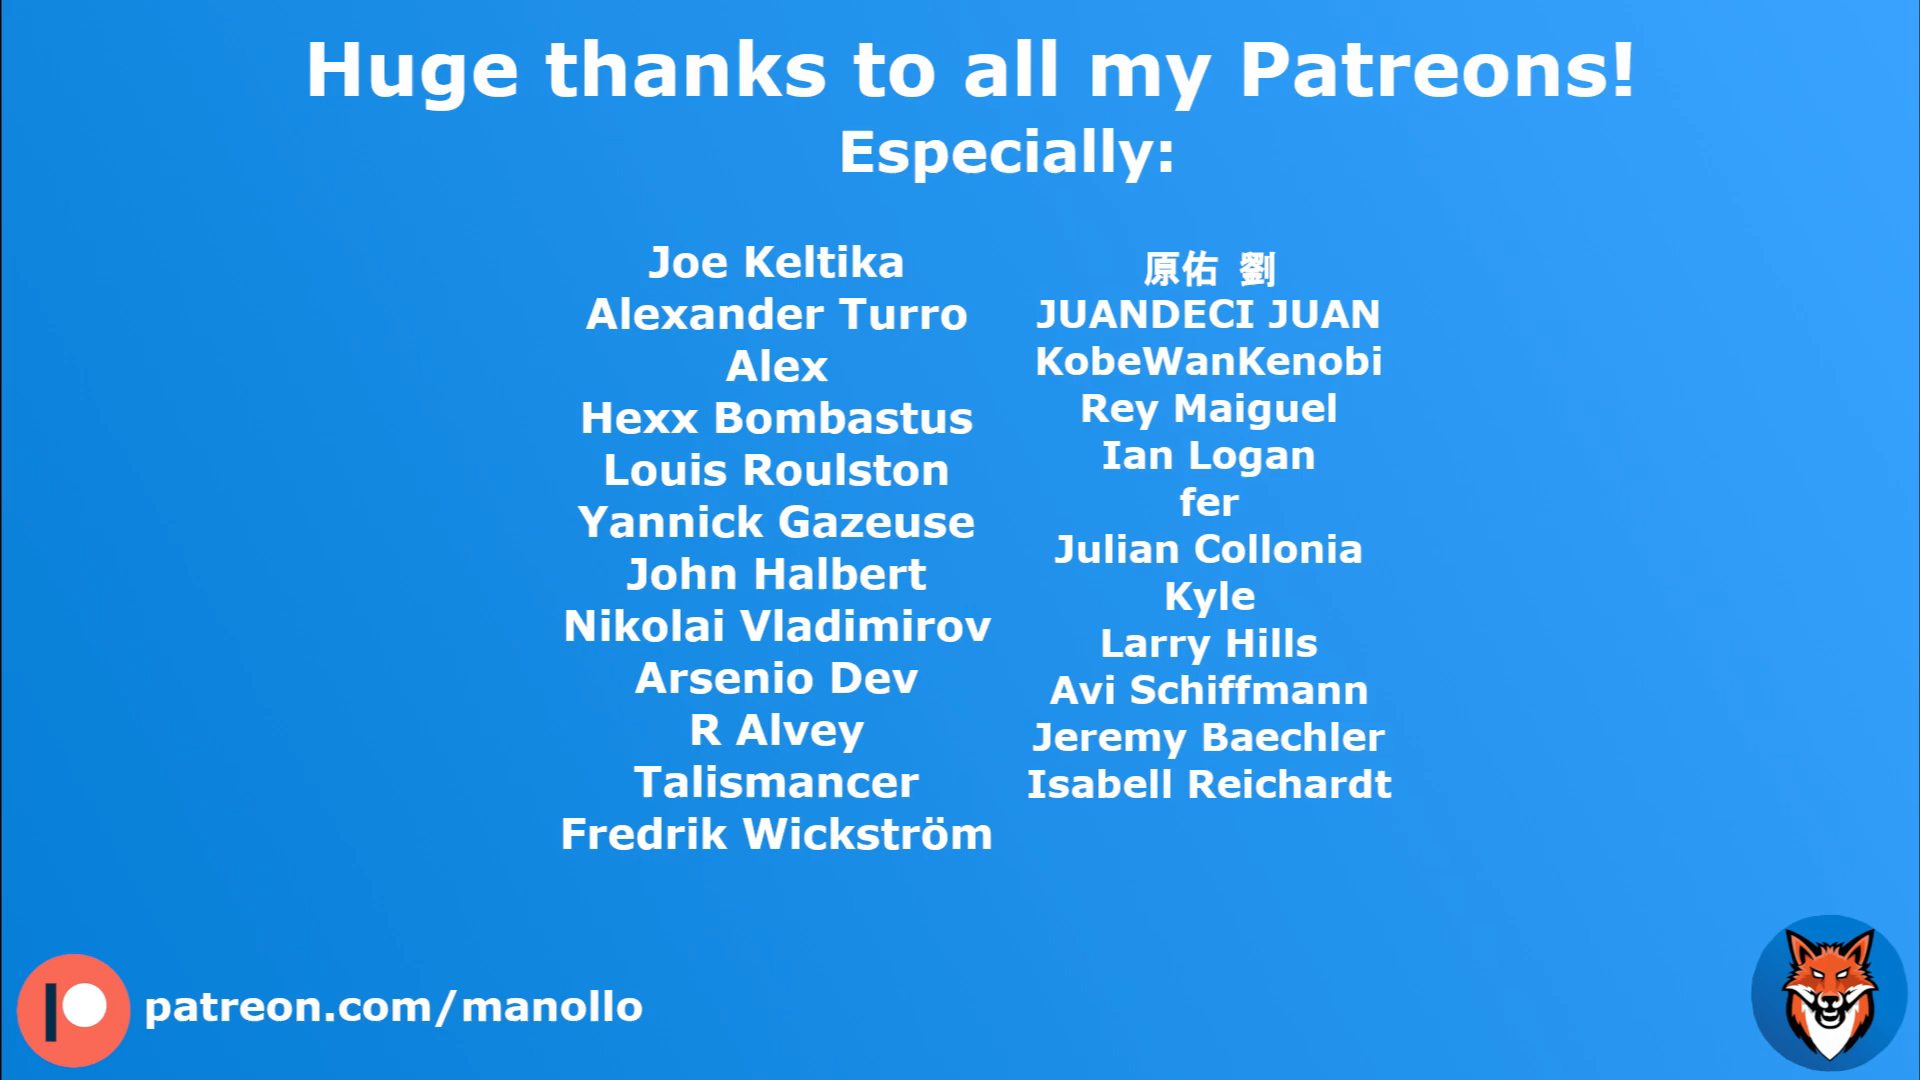 Huge thanks to all my Patreons!
Especially:
Joe Keltika
Alexander Turro
Alex
Hexx Bombastus
Louis Roulston
Yannick Gazeuse
John Halbert
Nikolai Vladimirov
Arsenio Dev
R Alvey
Talismancer
Fredrik Wickström
原佑 劉
JUANDECI JUAN
KobeWanKenobi
Rey Maiguel
Ian Logan
fer
Julian Collonia
Kyle
Larry Hills
Avi Schiffmann
Jeremy Baechler
Isabell Reichardt
patreon.com/manollo